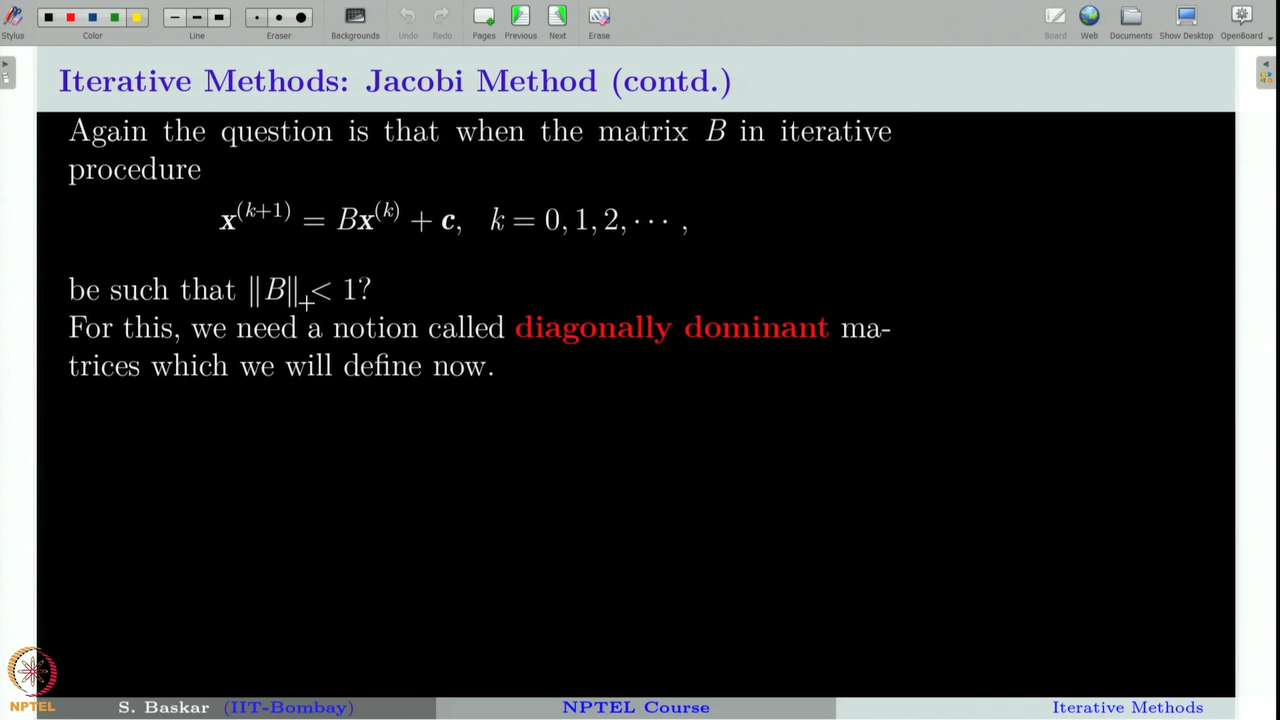 Stylus Color Line Eraser Backgrounds Undo Redo Pages Previous Next Erase Board Web Documents Show Desktop OpenBoard
Iterative Methods: Jacobi Method (contd.)
Again the question is that when the matrix B in iterative
procedure
x^(k+1) = Bx^(k) + c, k = 0, 1, 2, ··· ,
be such that ‖B‖ < 1?
For this, we need a notion called diagonally dominant ma-
trices which we will define now.
NPTEL
S. Baskar (IIT-Bombay) NPTEL Course Iterative Methods